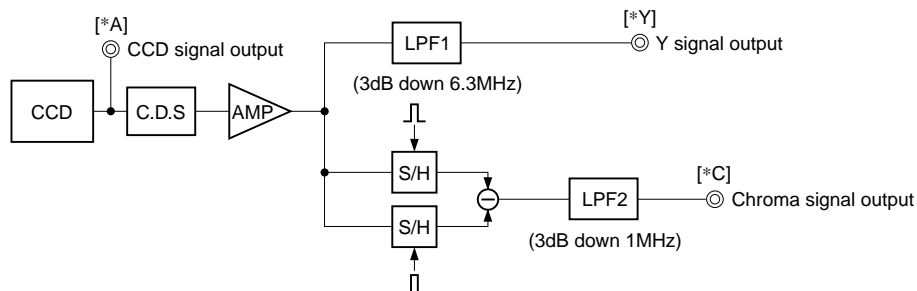 [*A]
CCD signal output
[*Y]
Y signal output
LPF1
(3dB down 6.3MHz)
CCD
C.D.S
AMP
S/H
S/H
LPF2
(3dB down 1MHz)
[*C]
Chroma signal output